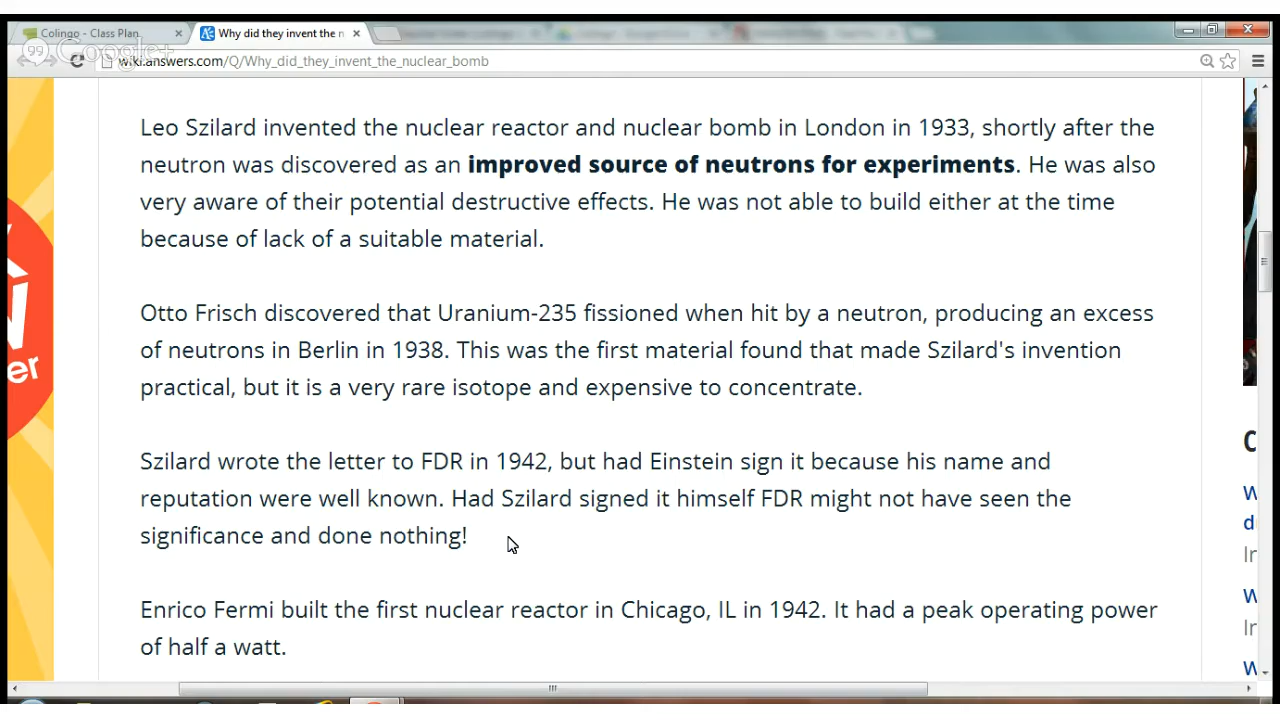 Colingo - Class Plan
Why did they invent the n
99 Google+
wiki.answers.com/Q/Why_did_they_invent_the_nuclear_bomb
Leo Szilard invented the nuclear reactor and nuclear bomb in London in 1933, shortly after the
neutron was discovered as an improved source of neutrons for experiments. He was also
very aware of their potential destructive effects. He was not able to build either at the time
because of lack of a suitable material.
Otto Frisch discovered that Uranium-235 fissioned when hit by a neutron, producing an excess
of neutrons in Berlin in 1938. This was the first material found that made Szilard's invention
practical, but it is a very rare isotope and expensive to concentrate.
Szilard wrote the letter to FDR in 1942, but had Einstein sign it because his name and
reputation were well known. Had Szilard signed it himself FDR might not have seen the
significance and done nothing!
Enrico Fermi built the first nuclear reactor in Chicago, IL in 1942. It had a peak operating power
of half a watt.
er
C
W
d
In
W
In
W